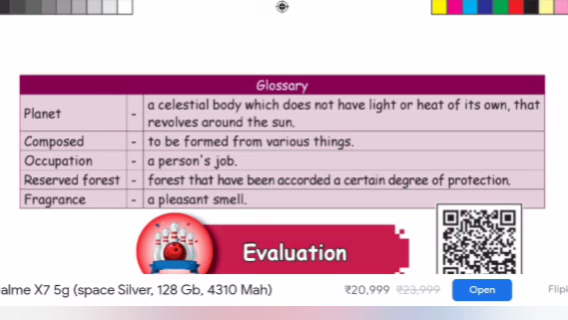 Glossary
Planet - a celestial body which does not have light or heat of its own, that
revolves around the sun.
Composed - to be formed from various things.
Occupation - a person's job.
Reserved forest - forest that have been accorded a certain degree of protection.
Fragrance - a pleasant smell.
Evaluation
alme X7 5g (space Silver, 128 Gb, 4310 Mah) ₹20,999 ₹23,999 Open Flip